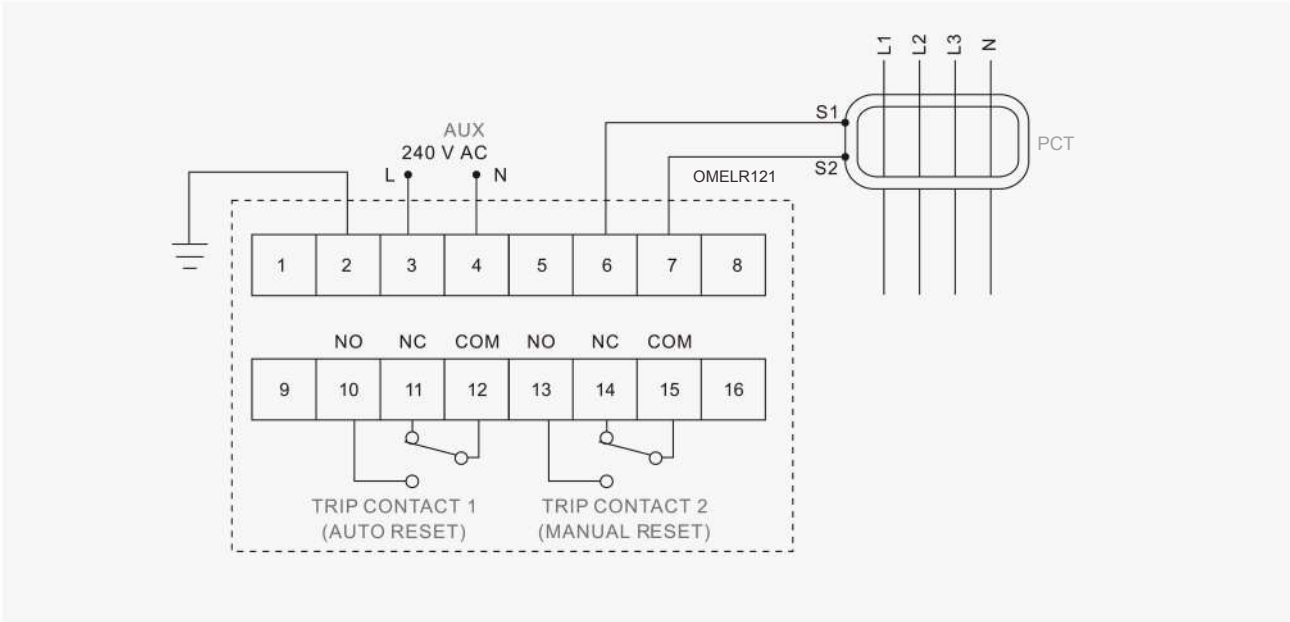 L1 L2 L3 N
S1
AUX
240 V AC
PCT
S2
L N
OMELR121
1 2 3 4 5 6 7 8
NO NC COM NO NC COM
9 10 11 12 13 14 15 16
TRIP CONTACT 1 TRIP CONTACT 2
(AUTO RESET) (MANUAL RESET)